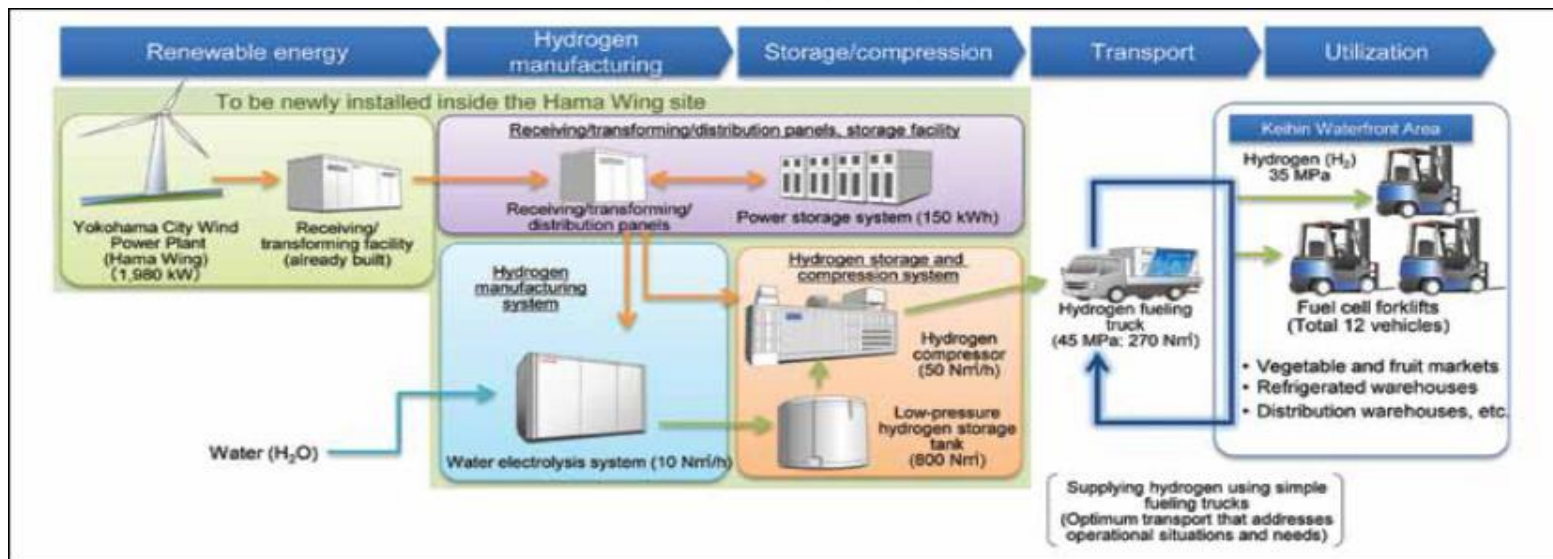 Renewable energy
Hydrogen
manufacturing
Storage/compression
Transport
Utilization
To be newly installed inside the Hama Wing site
Yokohama City Wind
Power Plant
(Hama Wing)
(1,980 kW)
Receiving/
transforming facility
(already built)
Receiving/transforming/distribution panels, storage facility
Receiving/transforming/
distribution panels
Power storage system (150 kWh)
Hydrogen
manufacturing
system
Water (H₂O)
Water electrolysis system (10 Nm³/h)
Hydrogen storage and
compression system
Hydrogen
compressor
(50 Nm³/h)
Low-pressure
hydrogen storage
tank
(800 Nm³)
Hydrogen fueling
truck
(45 MPa: 270 Nm³)
Supplying hydrogen using simple
fueling trucks
(Optimum transport that addresses
operational situations and needs)
Keihin Waterfront Area
Hydrogen (H₂)
35 MPa
Fuel cell forklifts
(Total 12 vehicles)
• Vegetable and fruit markets
• Refrigerated warehouses
• Distribution warehouses, etc.